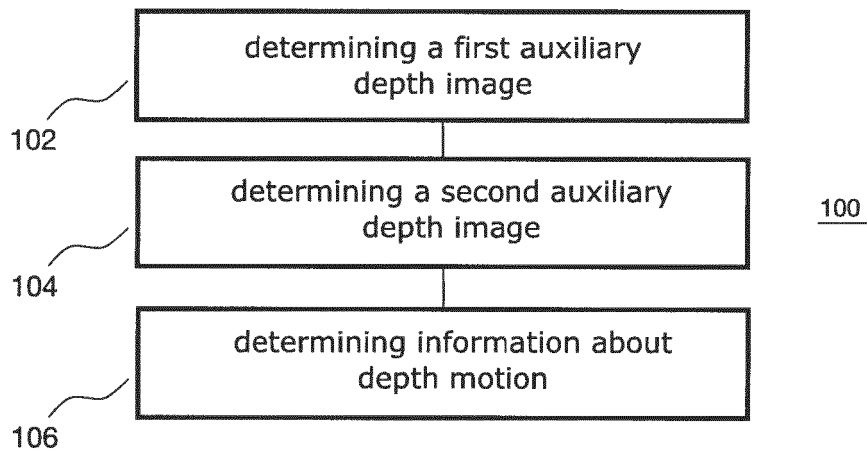 determining a first auxiliary
depth image
102
determining a second auxiliary
depth image
100
104
determining information about
depth motion
106